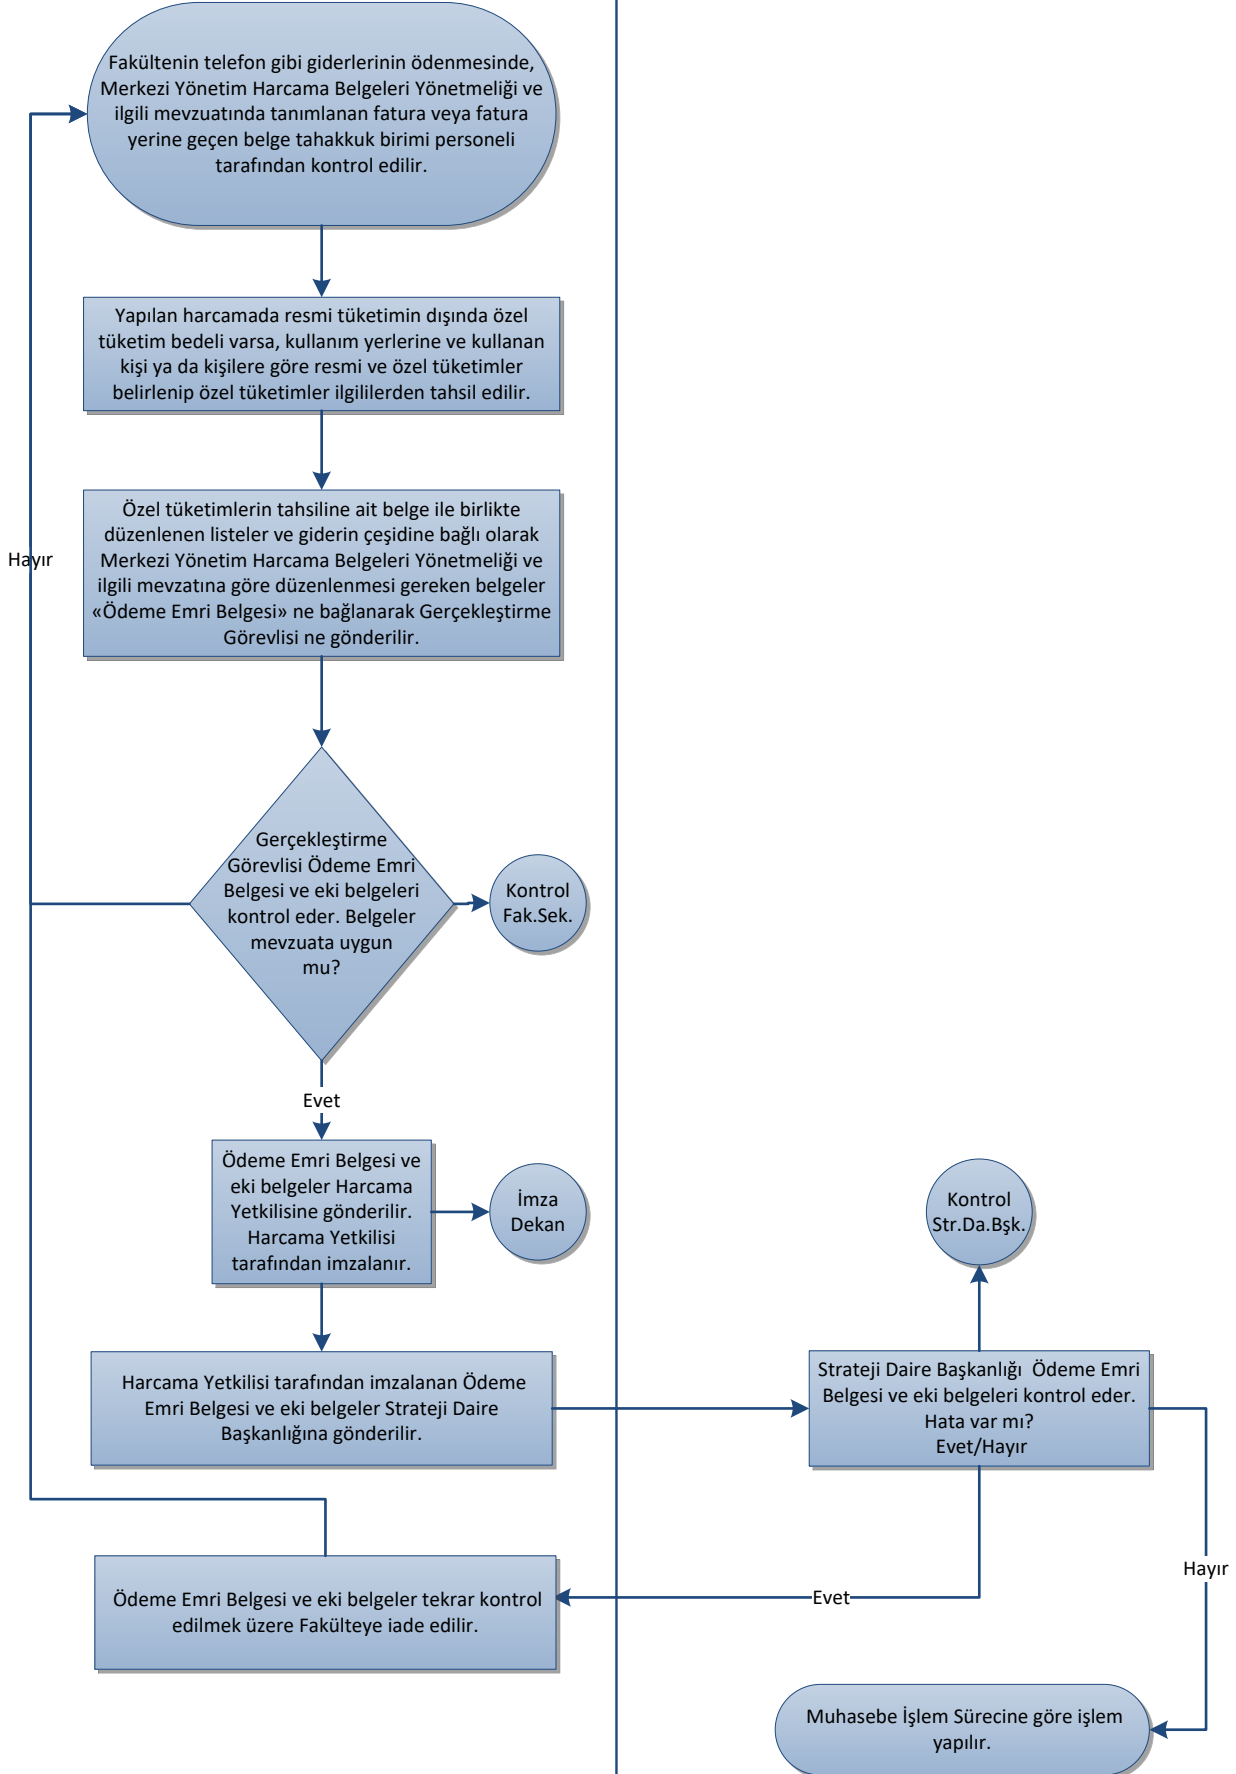 Fakültenin telefon gibi giderlerinin ödenmesinde,
Merkezi Yönetim Harcama Belgeleri Yönetmeliği ve
ilgili mevzuatında tanımlanan fatura veya fatura
yerine geçen belge tahakkuk birimi personeli
tarafından kontrol edilir.
Yapılan harcamada resmi tüketimin dışında özel
tüketim bedeli varsa, kullanım yerlerine ve kullanan
kişi ya da kişilere göre resmi ve özel tüketimler
belirlenip özel tüketimler ilgililerden tahsil edilir.
Özel tüketimlerin tahsiline ait belge ile birlikte
düzenlenen listeler ve giderin çeşidine bağlı olarak
Merkezi Yönetim Harcama Belgeleri Yönetmeliği ve
ilgili mevzatına göre düzenlenmesi gereken belgeler
«Ödeme Emri Belgesi» ne bağlanarak Gerçekleştirme
Görevlisi ne gönderilir.
Hayır
Gerçekleştirme
Görevlisi Ödeme Emri
Belgesi ve eki belgeleri
kontrol eder. Belgeler
mevzuata uygun
mu?
Kontrol
Fak.Sek.
Evet
Ödeme Emri Belgesi ve
eki belgeler Harcama
Yetkilisine gönderilir.
Harcama Yetkilisi
tarafından imzalanır.
İmza
Dekan
Kontrol
Str.Da.Bşk.
Harcama Yetkilisi tarafından imzalanan Ödeme
Emri Belgesi ve eki belgeler Strateji Daire
Başkanlığına gönderilir.
Strateji Daire Başkanlığı  Ödeme Emri
Belgesi ve eki belgeleri kontrol eder.
Hata var mı?
Evet/Hayır
Hayır
Evet
Ödeme Emri Belgesi ve eki belgeler tekrar kontrol
edilmek üzere Fakülteye iade edilir.
Muhasebe İşlem Sürecine göre işlem
yapılır.